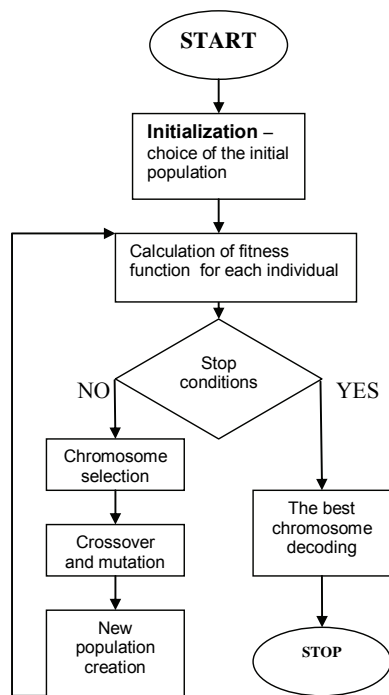 START
Initialization –
choice of the initial
population
Calculation of fitness
function for each individual
Stop
conditions
NO
YES
Chromosome
selection
Crossover
and mutation
New
population
creation
The best
chromosome
decoding
STOP